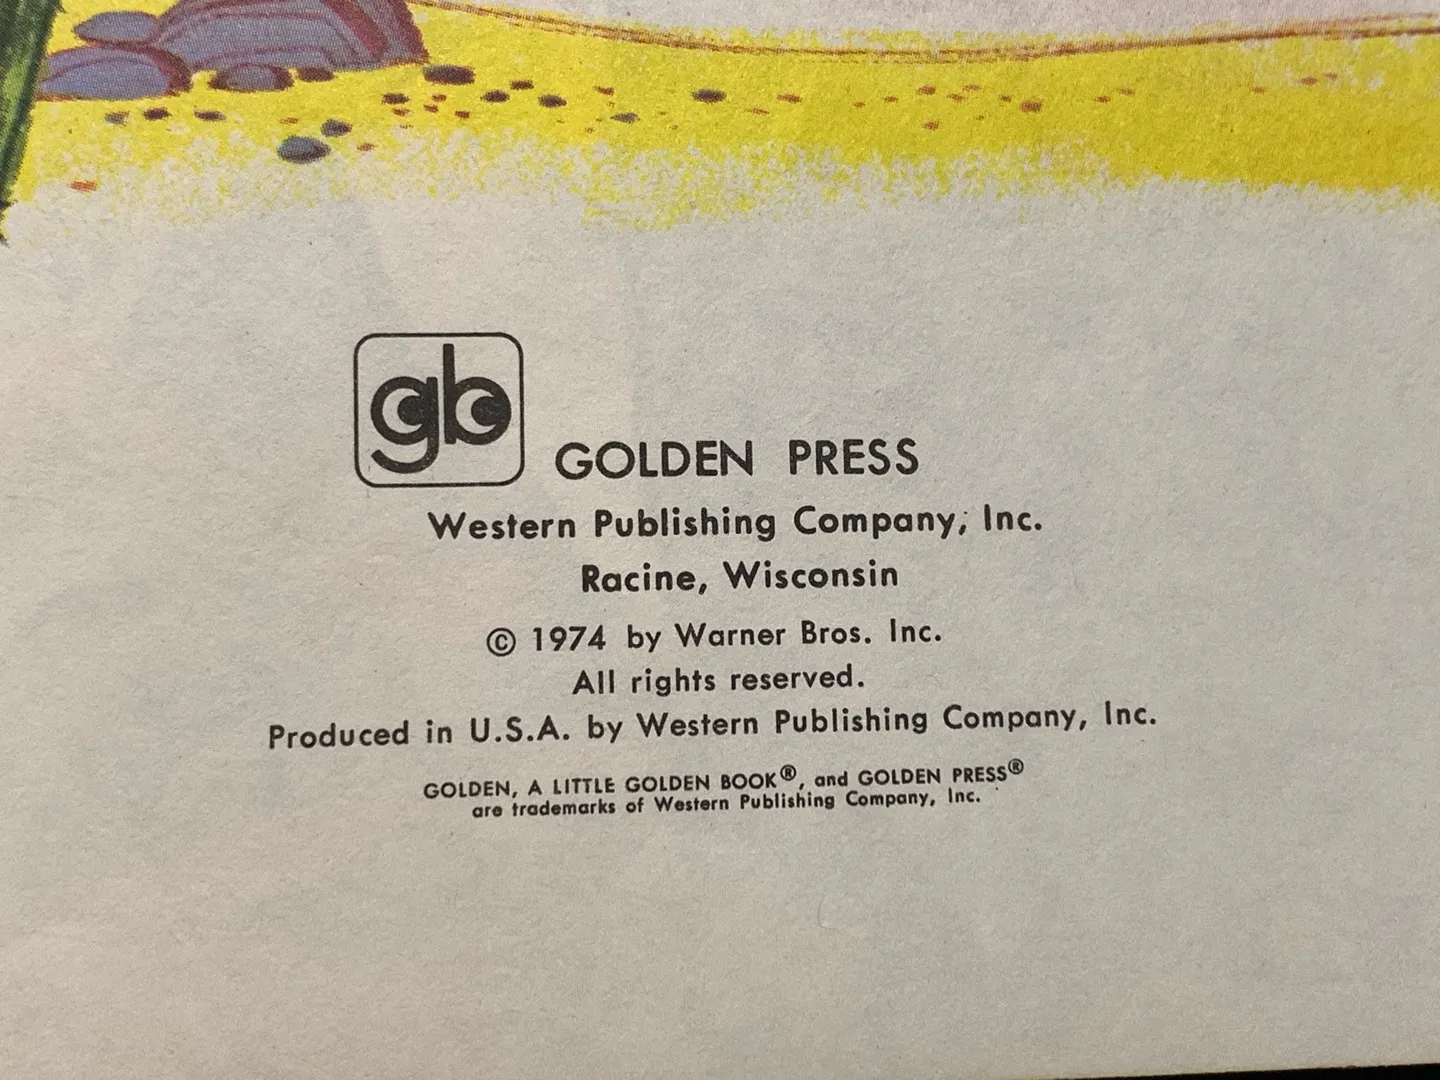 gb GOLDEN PRESS
Western Publishing Company, Inc.
Racine, Wisconsin
© 1974 by Warner Bros. Inc.
All rights reserved.
Produced in U.S.A. by Western Publishing Company, Inc.
GOLDEN, A LITTLE GOLDEN BOOK®, and GOLDEN PRESS®
are trademarks of Western Publishing Company, Inc.